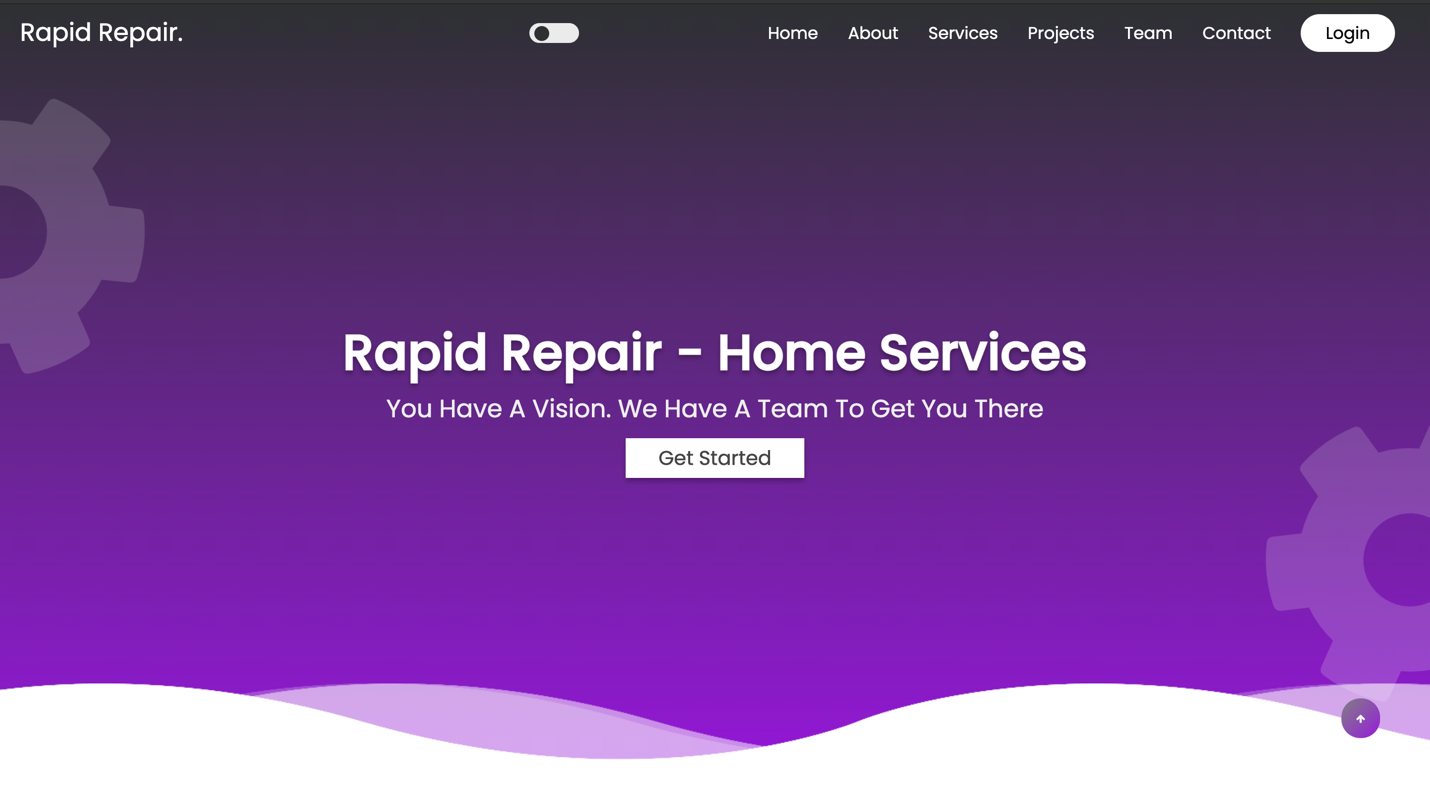 Rapid Repair.
Home About Services Projects Team Contact Login
Rapid Repair - Home Services
You Have A Vision. We Have A Team To Get You There
Get Started